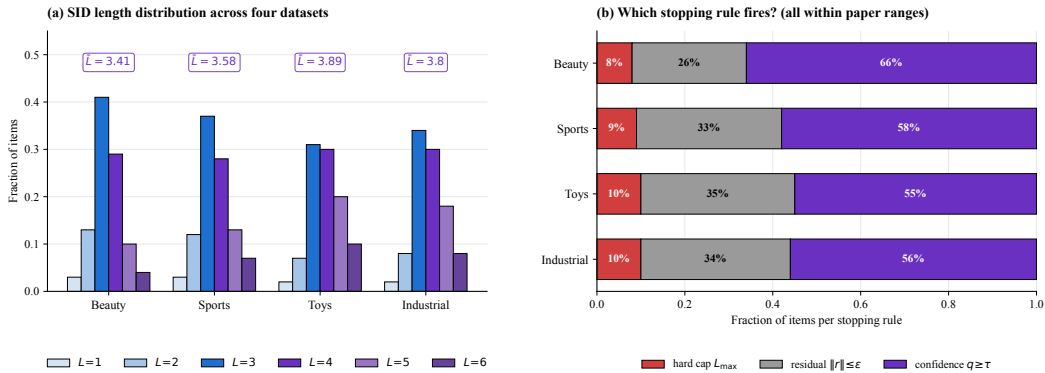 (a) SID length distribution across four datasets
0.5
0.4
0.3
0.2
0.1
0.0
Fraction of items
L̄ = 3.41
L̄ = 3.58
L̄ = 3.89
L̄ = 3.8
Beauty
Sports
Toys
Industrial
L=1
L=2
L=3
L=4
L=5
L=6
(b) Which stopping rule fires? (all within paper ranges)
Beauty
8%
26%
66%
Sports
9%
33%
58%
Toys
10%
35%
55%
Industrial
10%
34%
56%
0.0
0.2
0.4
0.6
0.8
1.0
Fraction of items per stopping rule
hard cap Lmax
residual ‖r‖≤ε
confidence q≥τ